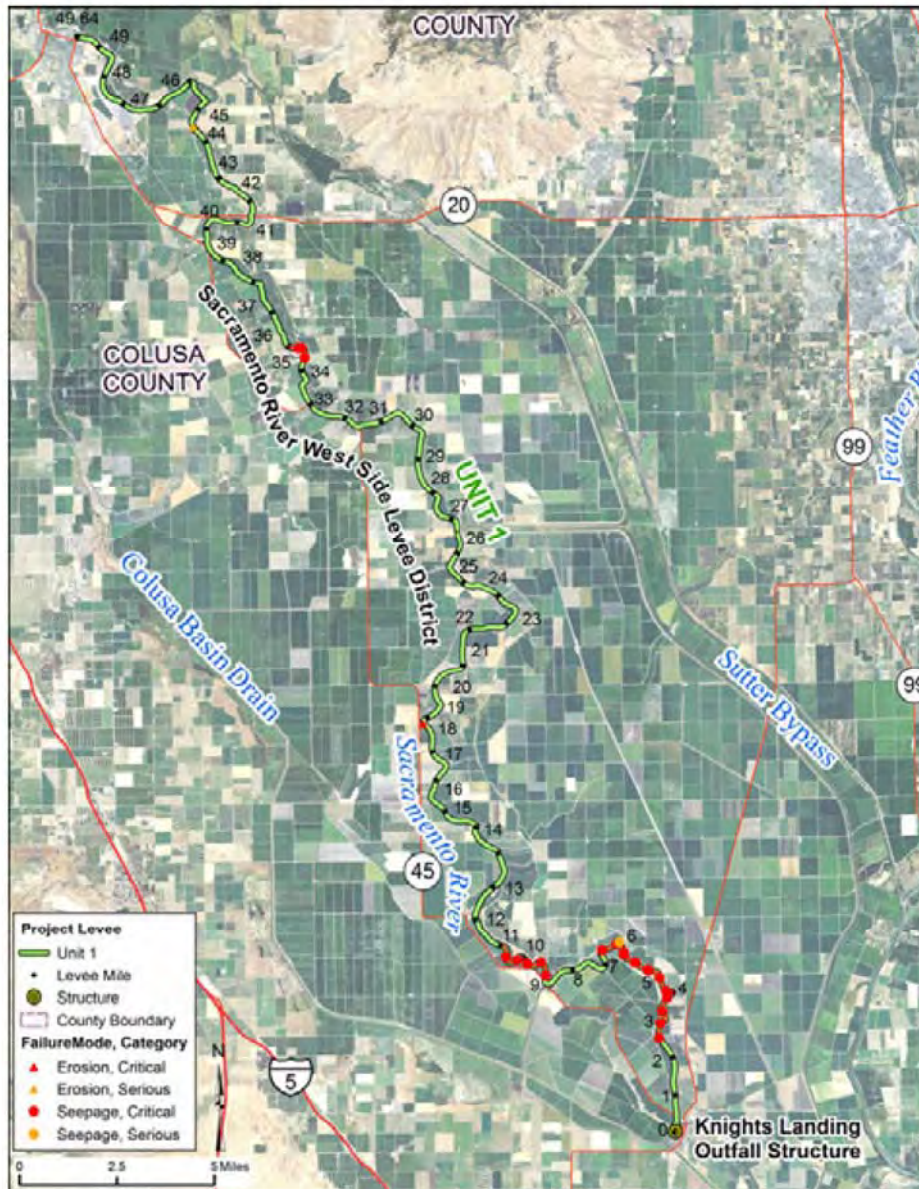 COUNTY
49.64
49
48
47
46
45
44
43
42
41
40
20
39
38
37
36
35
34
33
32
31
30
29
28
27
26
25
24
23
22
21
20
19
18
17
16
15
14
13
12
11
10
9
8
7
6
5
4
3
2
1
0
COLUSA
COUNTY
Sacramento River West Side Levee District
UNIT 1
99
Colusa Basin Drain
Sutter Bypass
99
Sacramento River
45
5
Knights Landing
Outfall Structure
Project Levee
Unit 1
Levee Mile
Structure
County Boundary
FailureMode, Category
Erosion, Critical
Erosion, Serious
Seepage, Critical
Seepage, Serious
N
0 2.5 5 Miles
Feather